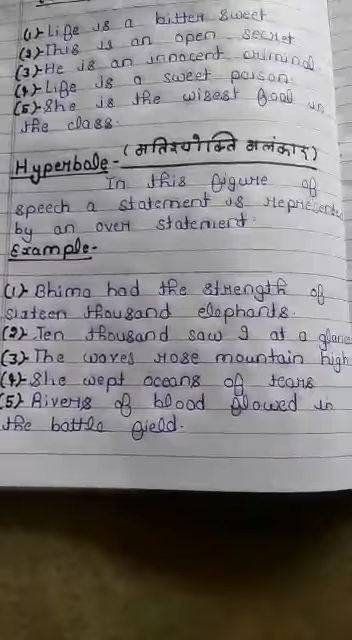 (1) Life is a bitter sweet
(2) This is an open secret
(3) He is an innocent criminal
(4) Life is a sweet poison.
(5) She is the wisest fool in
the class.
Hyperbole - (अतिश्योक्ति अलंकार)
In this figure of
speech a statement is represented
by an over statement.
Example -
(1) Bhima had the strength of
sixteen thousand elephants.
(2) Ten thousand saw I at a glance
(3) The waves rose mountain high
(4) She wept oceans of tears
(5) Rivers of blood flowed in
the battle field.